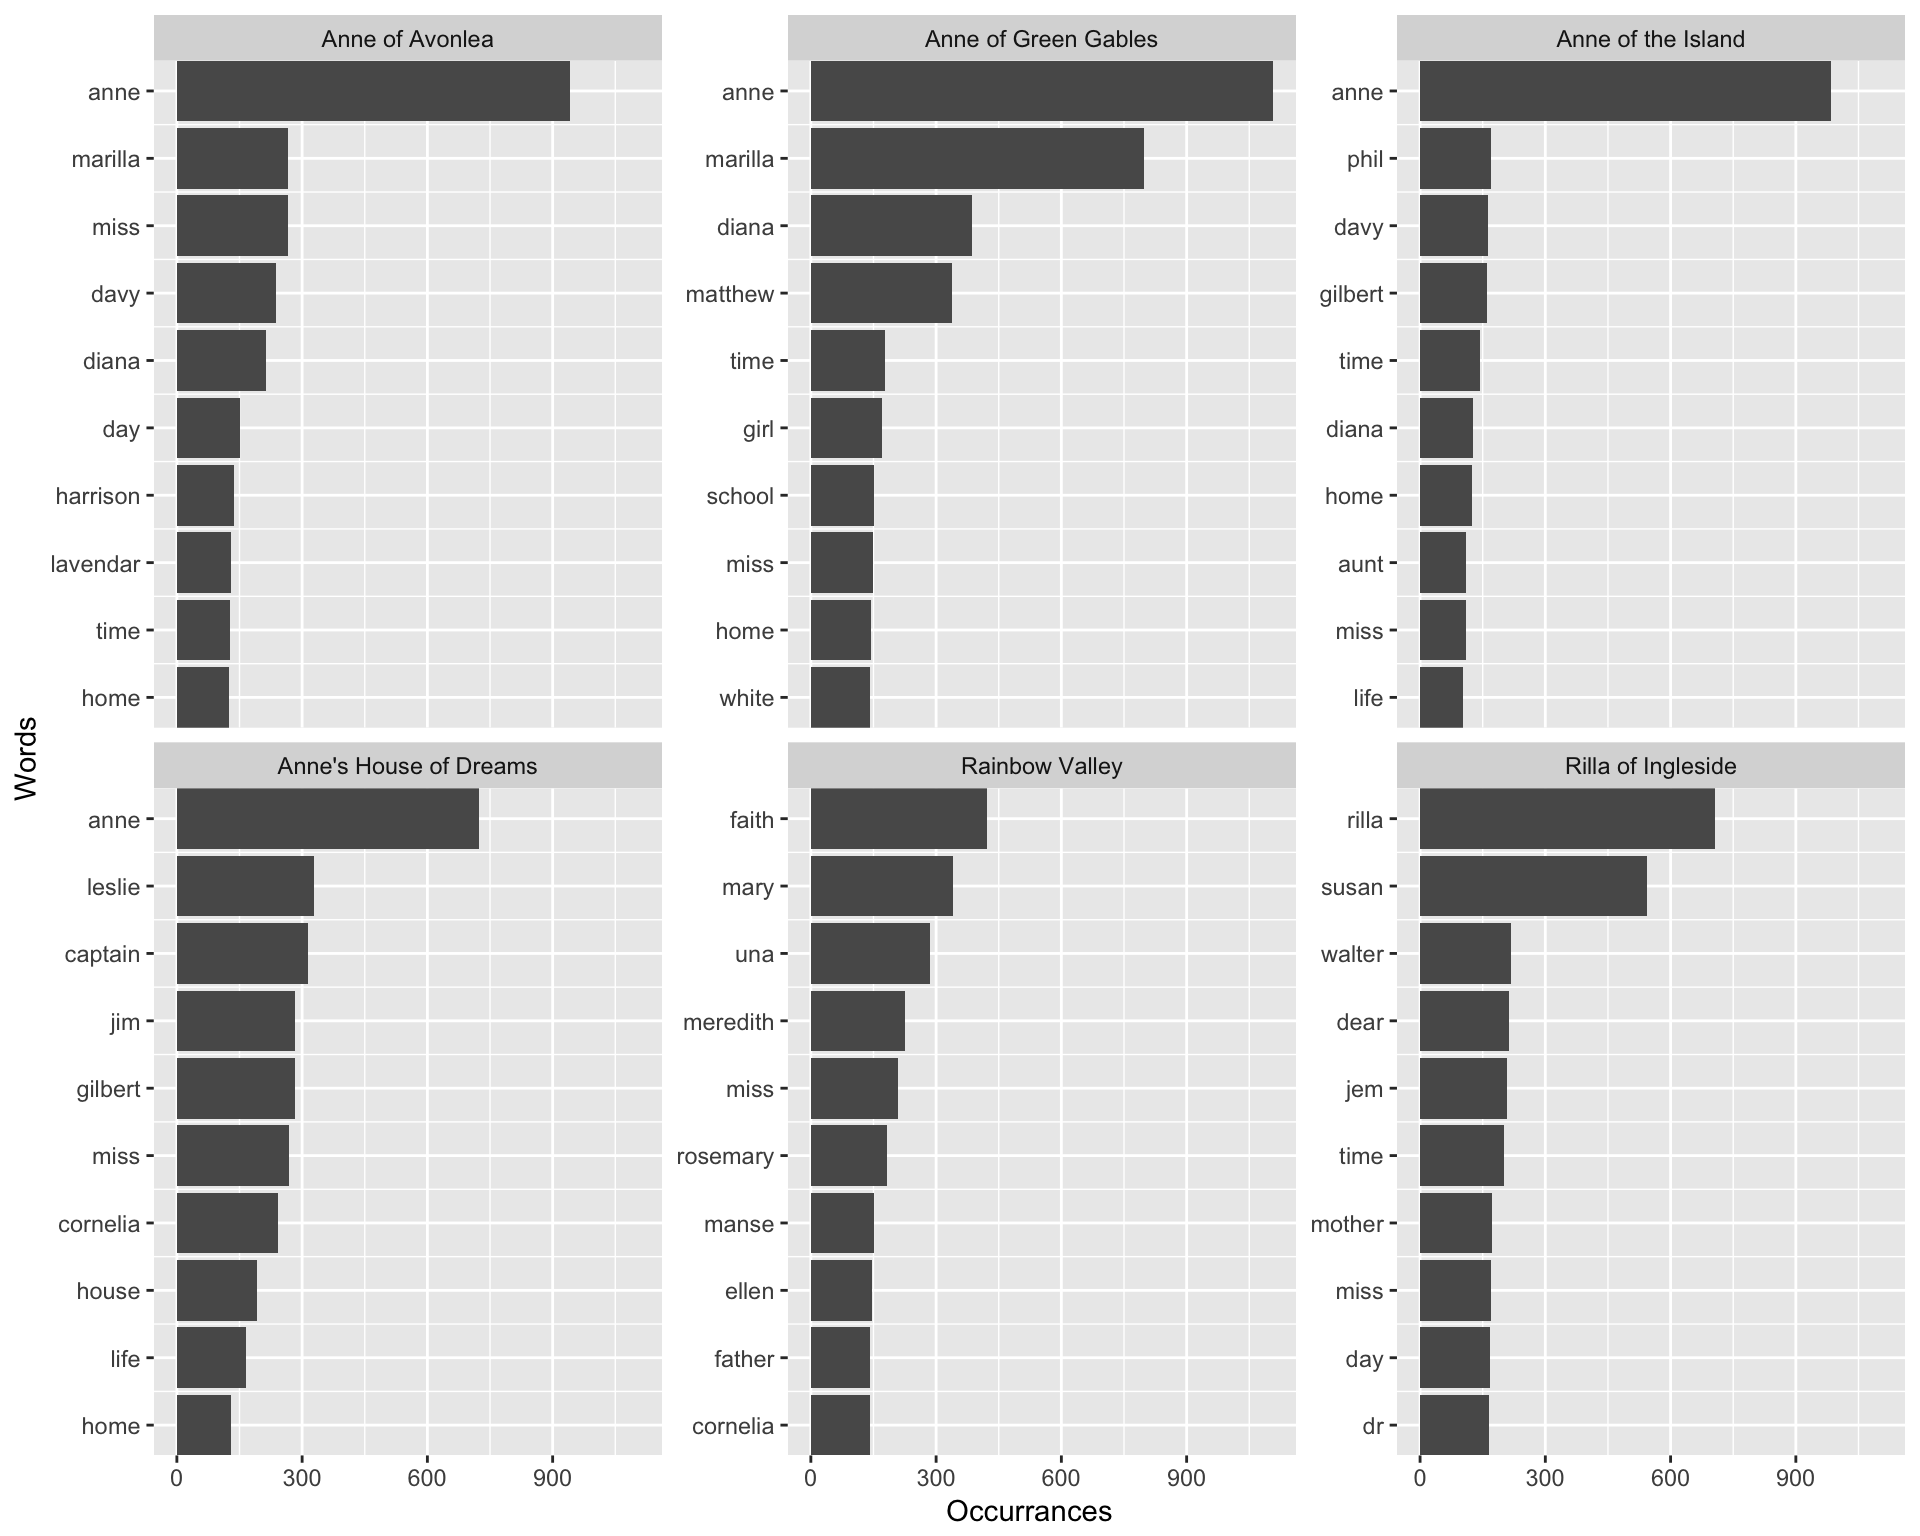 Anne of Avonlea
anne
marilla
miss
davy
diana
day
harrison
lavendar
time
home
Anne of Green Gables
anne
marilla
diana
matthew
time
girl
school
miss
home
white
Anne of the Island
anne
phil
davy
gilbert
time
diana
home
aunt
miss
life
Words
Anne's House of Dreams
anne
leslie
captain
jim
gilbert
miss
cornelia
house
life
home
0 300 600 900
Rainbow Valley
faith
mary
una
meredith
miss
rosemary
manse
ellen
father
cornelia
0 300 600 900
Rilla of Ingleside
rilla
susan
walter
dear
jem
time
mother
miss
day
dr
0 300 600 900
Occurrances